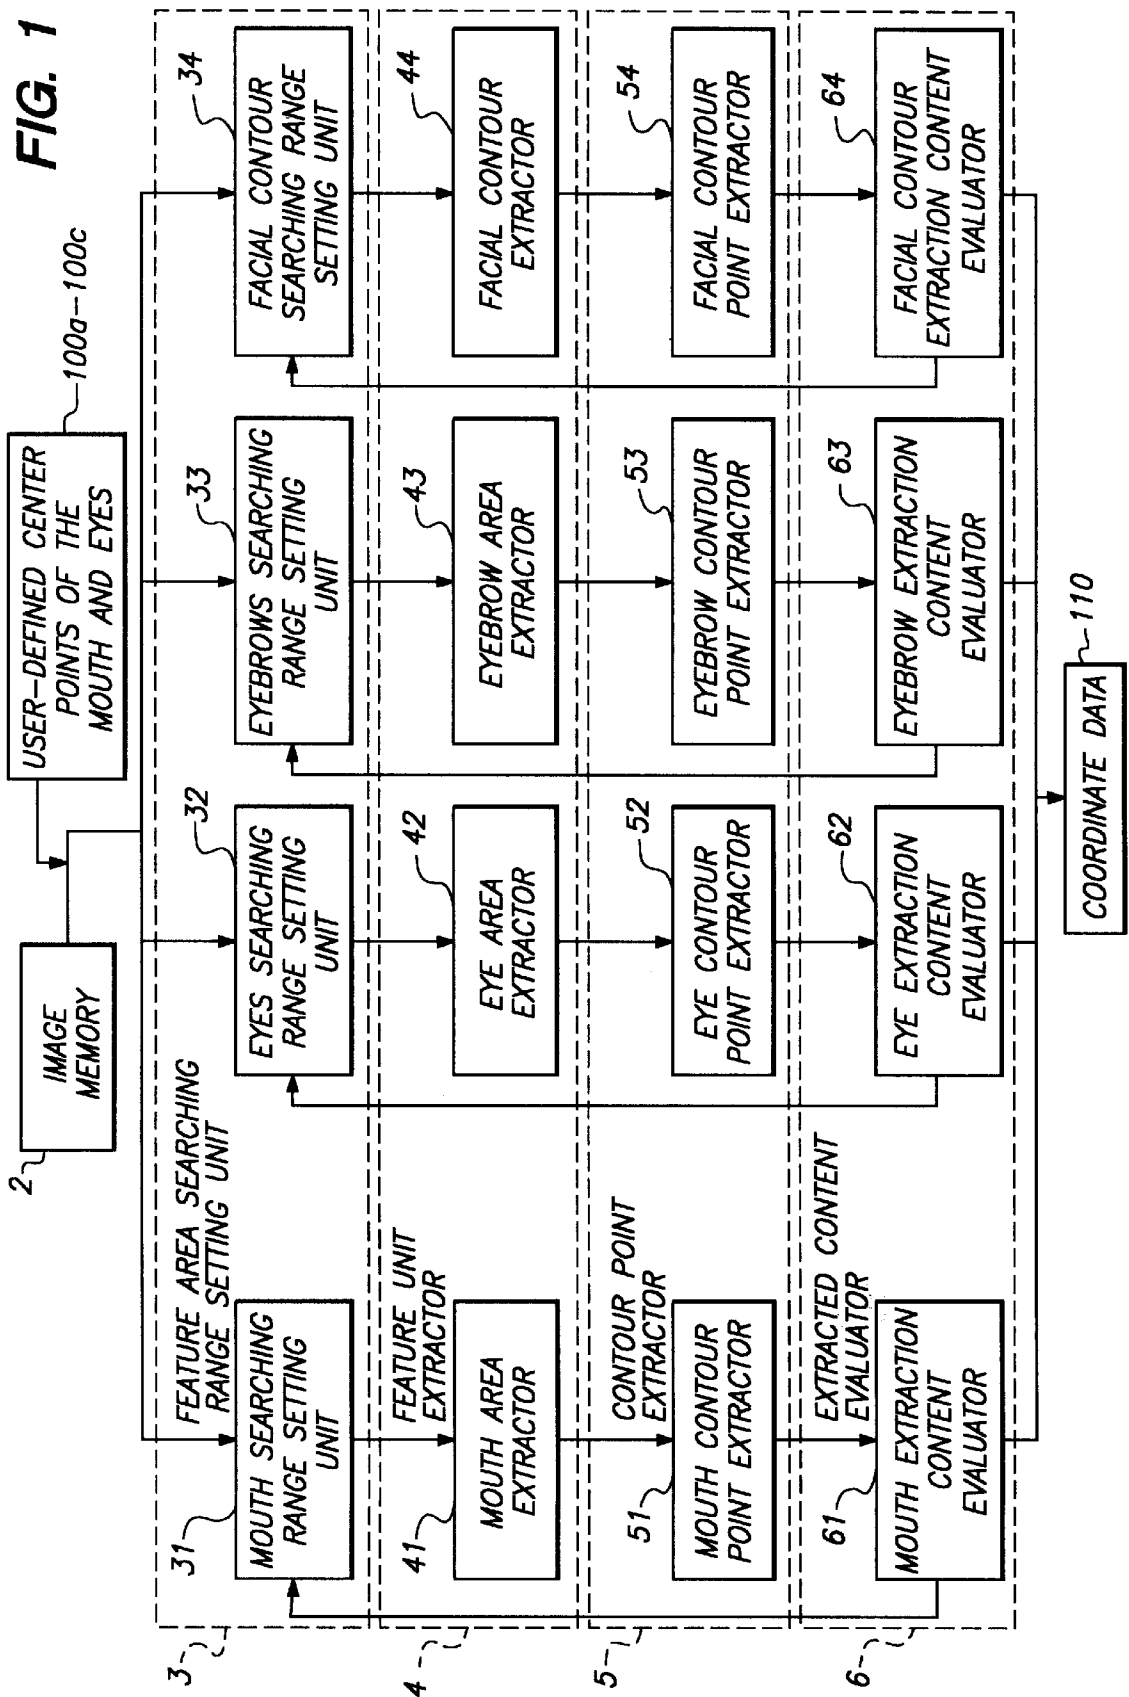 FIG. 1
USER-DEFINED CENTER
POINTS OF THE
MOUTH AND EYES
100a-100c
IMAGE
MEMORY
2
FEATURE AREA SEARCHING
RANGE SETTING UNIT
3
MOUTH SEARCHING
RANGE SETTING
UNIT
31
EYES SEARCHING
RANGE SETTING
UNIT
32
EYEBROWS SEARCHING
RANGE SETTING
UNIT
33
FACIAL CONTOUR
SEARCHING RANGE
SETTING UNIT
34
FEATURE UNIT
EXTRACTOR
4
MOUTH AREA
EXTRACTOR
41
EYE AREA
EXTRACTOR
42
EYEBROW AREA
EXTRACTOR
43
FACIAL CONTOUR
EXTRACTOR
44
CONTOUR POINT
EXTRACTOR
5
MOUTH CONTOUR
POINT EXTRACTOR
51
EYE CONTOUR
POINT EXTRACTOR
52
EYEBROW CONTOUR
POINT EXTRACTOR
53
FACIAL CONTOUR
POINT EXTRACTOR
54
EXTRACTED CONTENT
EVALUATOR
6
MOUTH EXTRACTION
CONTENT
EVALUATOR
61
EYE EXTRACTION
CONTENT
EVALUATOR
62
EYEBROW EXTRACTION
CONTENT
EVALUATOR
63
FACIAL CONTOUR
EXTRACTION CONTENT
EVALUATOR
64
COORDINATE DATA
110